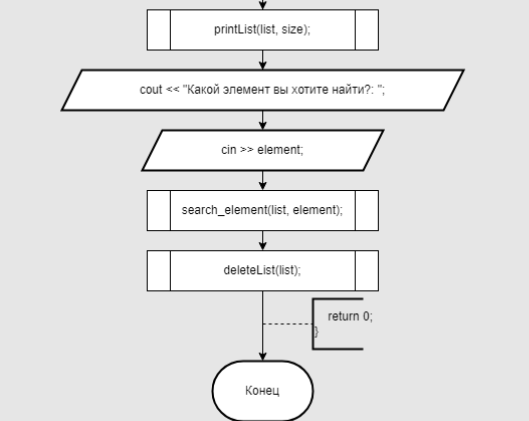 printList(list, size);
cout << "Какой элемент вы хотите найти?: ";
cin >> element;
search_element(list, element);
deleteList(list);
return 0;
}
Конец